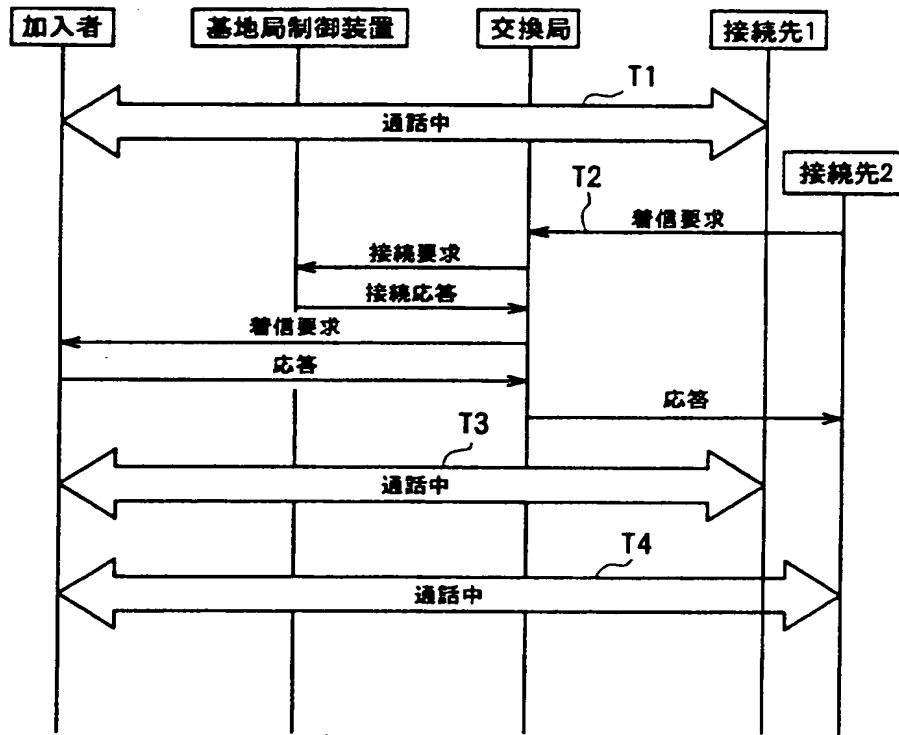 加入者
基地局制御装置
交換局
接続先1
T1
通話中
接続先2
T2
着信要求
接続要求
接続応答
着信要求
応答
応答
T3
通話中
T4
通話中